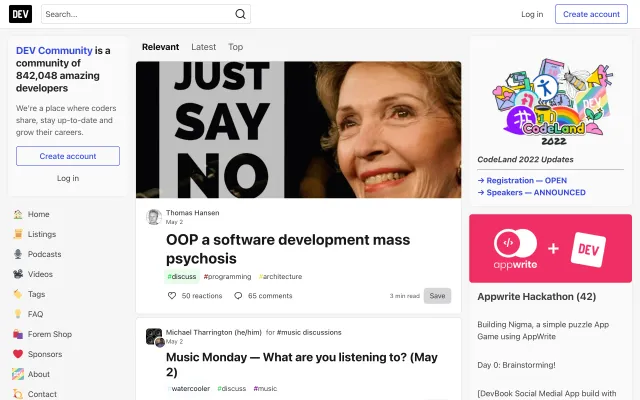 DEV
Search...
Log in
Create account
DEV Community is a
community of
842,048 amazing
developers
We're a place where coders
share, stay up-to-date and
grow their careers.
Create account
Log in
Home
Listings
Podcasts
Videos
Tags
FAQ
Forem Shop
Sponsors
About
Contact
Relevant
Latest
Top
JUST
SAY
NO
Thomas Hansen
May 2
OOP a software development mass
psychosis
#discuss #programming #architecture
50 reactions
65 comments
3 min read
Save
Michael Tharrington (he/him) for #music discussions
May 2
Music Monday — What are you listening to? (May
2)
#watercooler #discuss #music
DEV
CodeLand
2022
CodeLand 2022 Updates
→ Registration — OPEN
→ Speakers — ANNOUNCED
appwrite
+
DEV
Appwrite Hackathon (42)
Building Nigma, a simple puzzle App
Game using AppWrite
Day 0: Brainstorming!
[DevBook Social Medial App build with